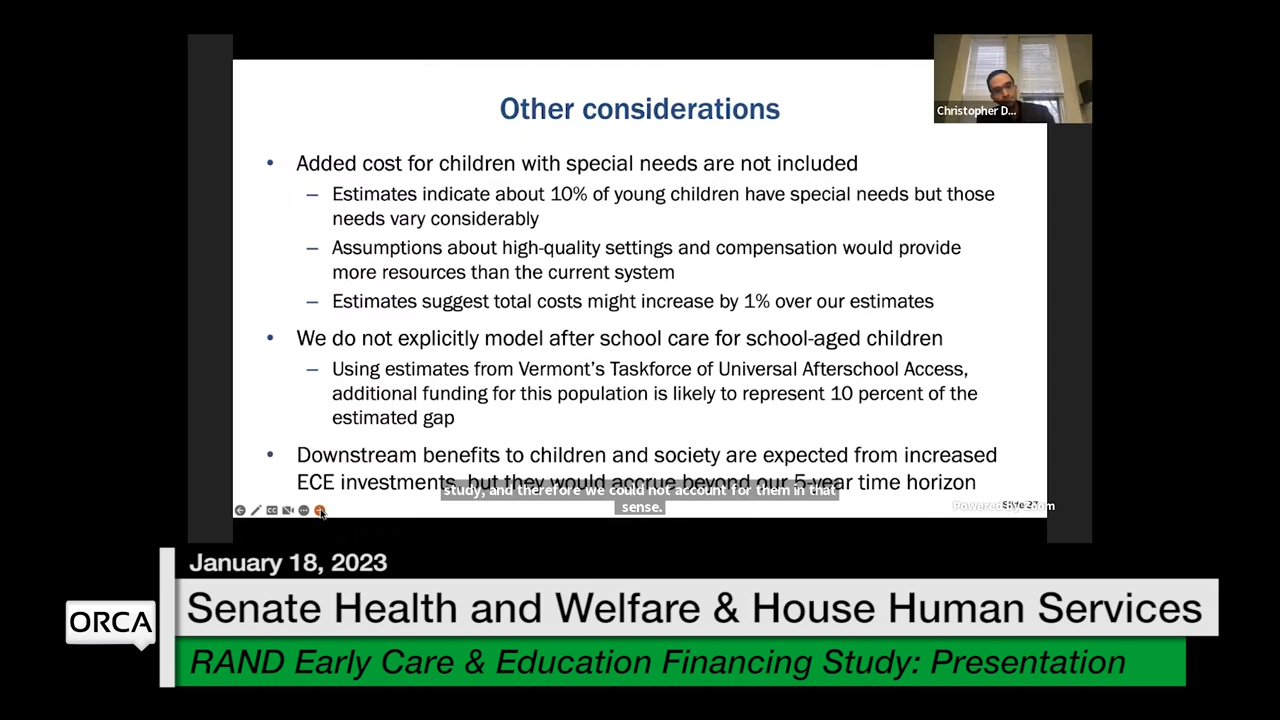 Other considerations
Christopher D...
• Added cost for children with special needs are not included
– Estimates indicate about 10% of young children have special needs but those
needs vary considerably
– Assumptions about high-quality settings and compensation would provide
more resources than the current system
– Estimates suggest total costs might increase by 1% over our estimates
• We do not explicitly model after school care for school-aged children
– Using estimates from Vermont's Taskforce of Universal Afterschool Access,
additional funding for this population is likely to represent 10 percent of the
estimated gap
• Downstream benefits to children and society are expected from increased
ECE investments, but they would accrue beyond our 5-year time horizon
study, and therefore we could not account for them in that
sense.
Powered by Zoom
January 18, 2023
ORCA
Senate Health and Welfare & House Human Services
RAND Early Care & Education Financing Study: Presentation